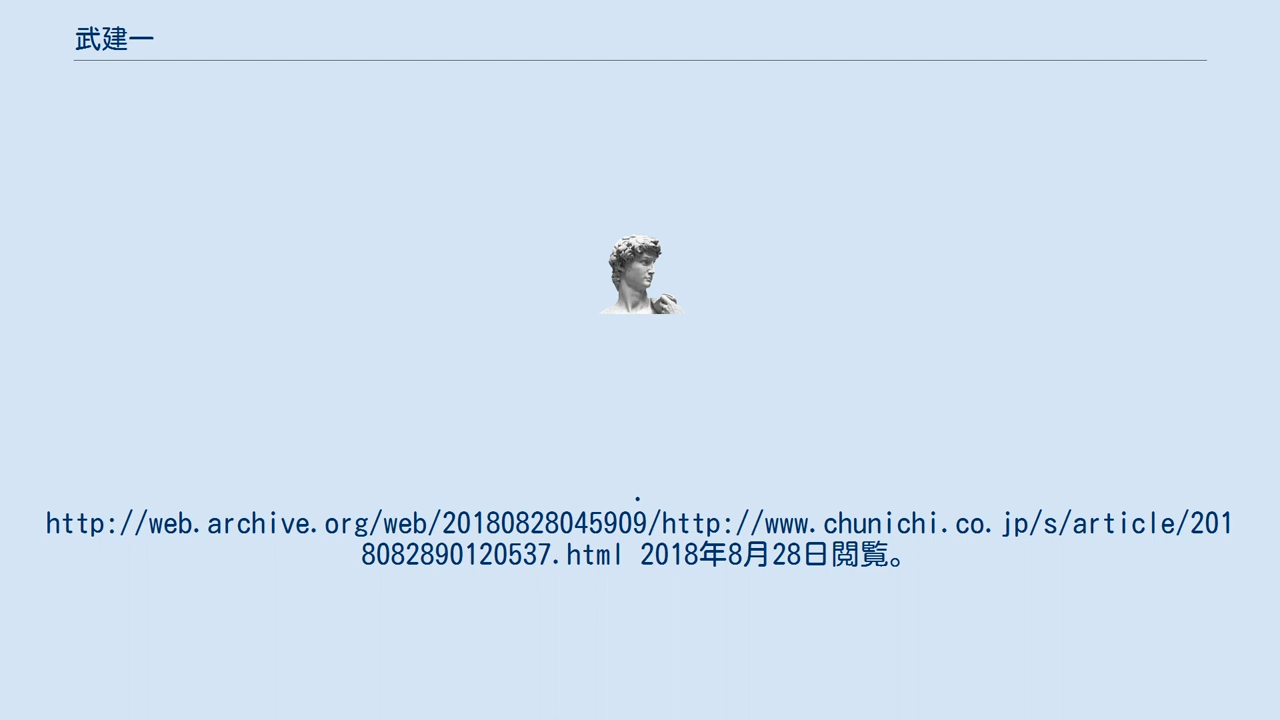 武建一
.
http://web.archive.org/web/20180828045909/http://www.chunichi.co.jp/s/article/201
8082890120537.html 2018年8月28日閲覧。